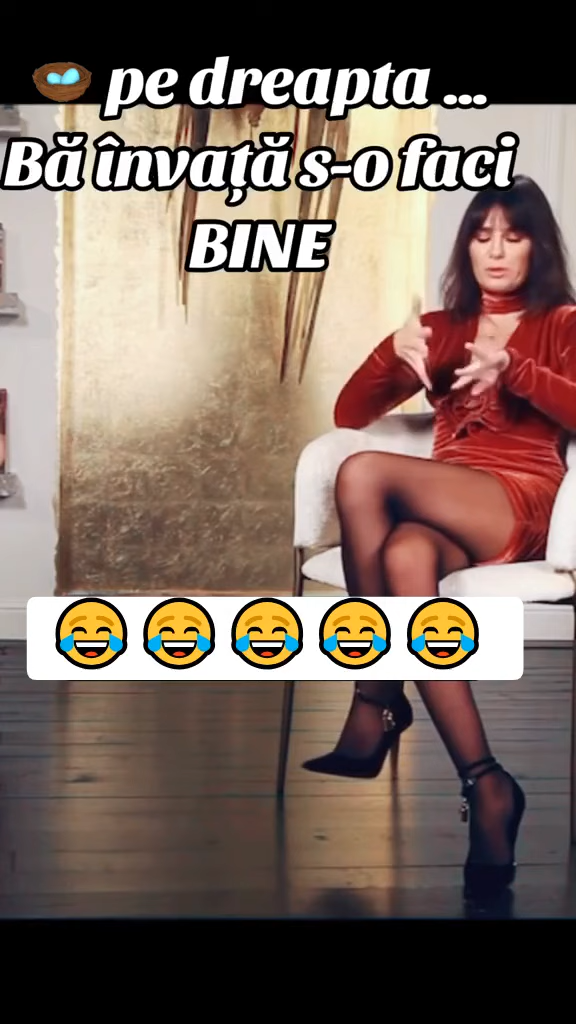 🪺 pe dreapta ...
Bă învață s-o faci
BINE
😂😂😂😂😂